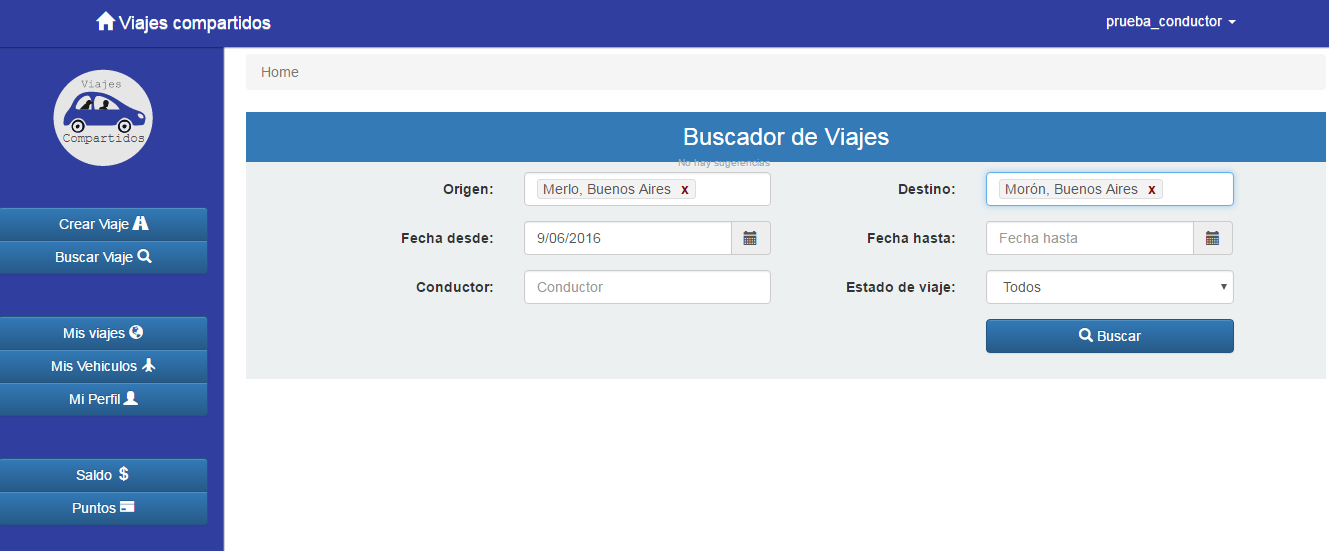 Viajes compartidos
prueba_conductor
Viajes
Compartidos
Crear Viaje
Buscar Viaje
Mis viajes
Mis Vehiculos
Mi Perfil
Saldo
Puntos
Home
Buscador de Viajes
No hay sugerencias
Origen: Merlo, Buenos Aires x Destino: Morón, Buenos Aires x
Fecha desde: 9/06/2016 Fecha hasta: Fecha hasta
Conductor: Conductor Estado de viaje: Todos
Buscar